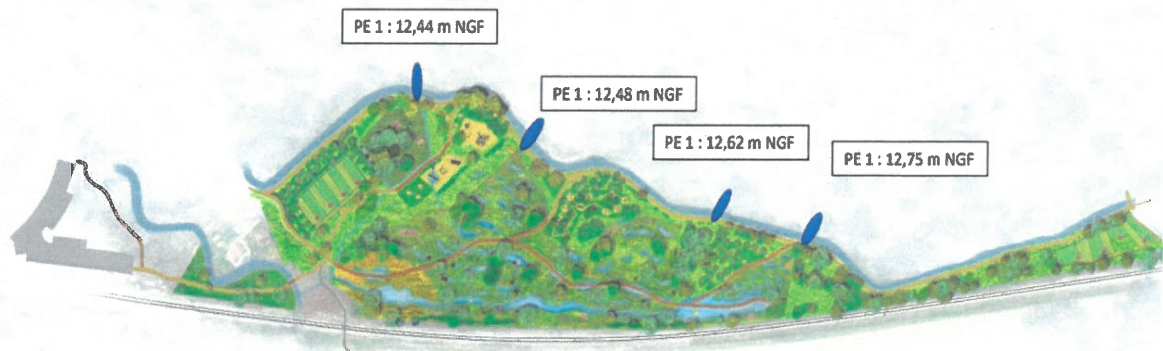 PE 1 : 12,44 m NGF
PE 1 : 12,48 m NGF
PE 1 : 12,62 m NGF
PE 1 : 12,75 m NGF